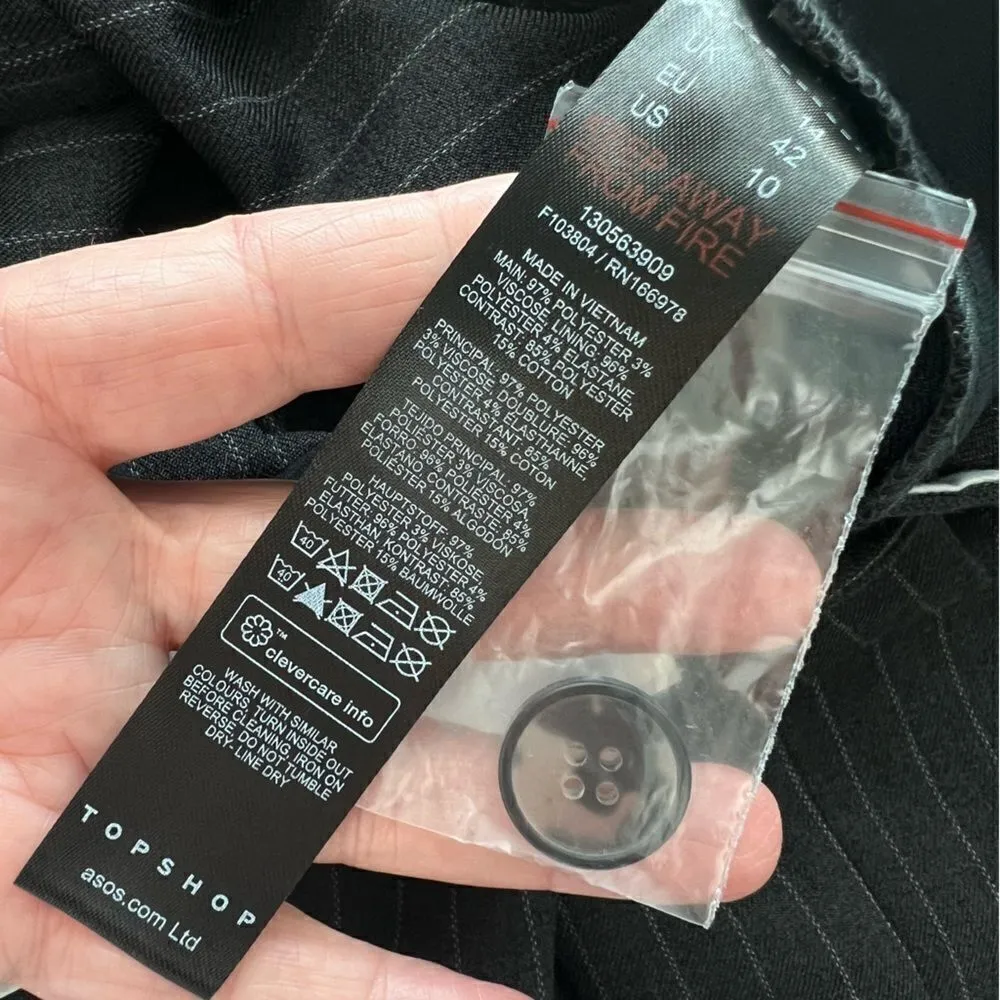 UK 14
EU 42
US 10
KEEP AWAY
FROM FIRE
130563909
F103804 / RN166978
MADE IN VIETNAM
MAIN: 97% POLYESTER 3%
VISCOSE, LINING: 96%
POLYESTER 4% ELASTANE,
CONTRAST: 85% POLYESTER
15% COTTON
PRINCIPAL: 97% POLYESTER
3% VISCOSE, DOUBLURE: 96%
POLYESTER 4% ÉLASTHANNE,
CONTRASTANT: 85%
POLYESTER 15% COTON
TEJIDO PRINCIPAL: 97%
POLIÉSTER 3% VISCOSA,
FORRO: 96% POLIÉSTER 4%
ELASTANO CONTRASTE: 85%
POLIÉSTER 15% ALGODÓN
HAUPTSTOFF: 97%
POLYESTER 3% VISKOSE,
FUTTER: 96% POLYESTER 4%
ELASTHAN KONTRAST: 85%
POLYESTER 15% BAUMWOLLE
40
40
™
clevercare info
WASH WITH SIMILAR
COLOURS, TURN INSIDE OUT
BEFORE CLEANING, IRON ON
REVERSE, DO NOT TUMBLE
DRY- LINE DRY
TOPSHOP
asos.com Ltd